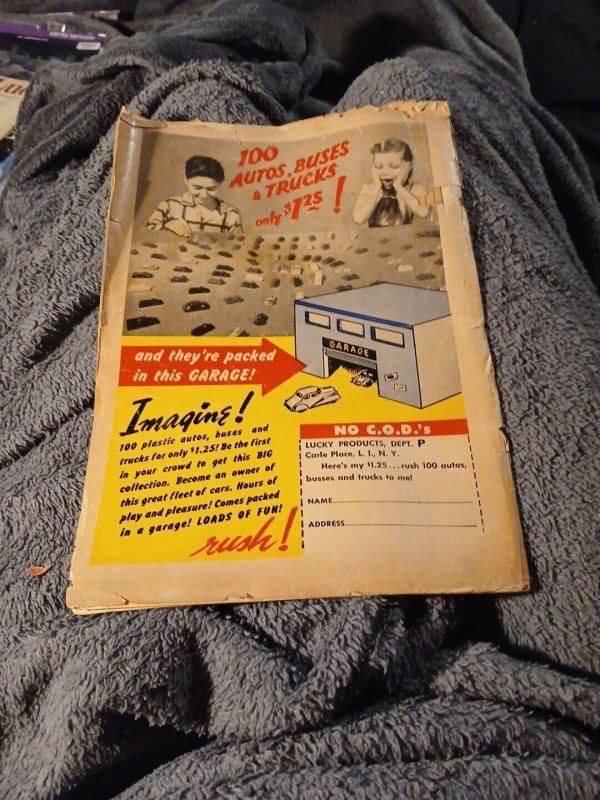 100
AUTOS, BUSES
& TRUCKS
only $1.25!
and they're packed
in this GARAGE!
GARAGE
Imagine!
100 plastic autos, buses and
trucks for only $1.25! Be the first
in your crowd to get this BIG
collection. Become an owner of
this great fleet of cars. Hours of
play and pleasure! Comes packed
in a garage! LOADS OF FUN!
rush!
NO C.O.D.'s
LUCKY PRODUCTS, DEPT. P
Carle Place, L. I., N. Y.
Here's my $1.25...rush 100 autos,
busses and trucks to me!
NAME
ADDRESS